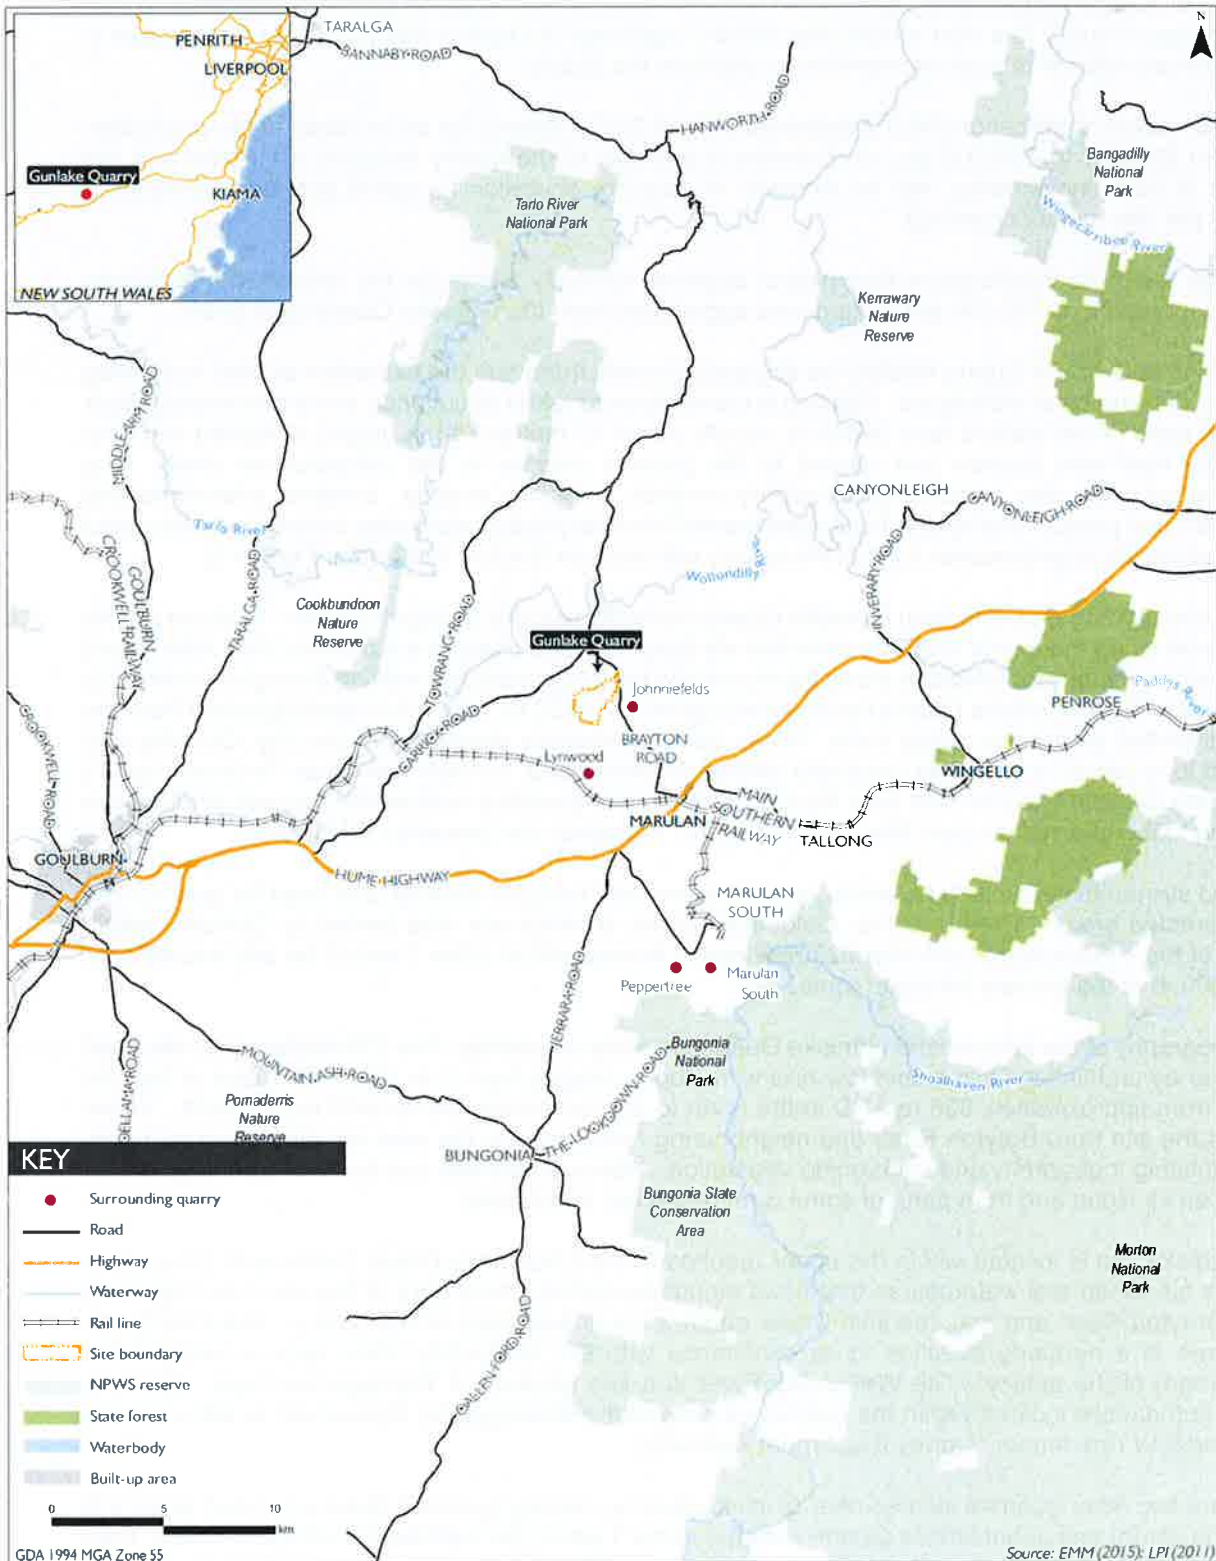 N
TARALGA
BANNABY ROAD
PENRITH
LIVERPOOL
Gunlake Quarry
KIAMA
NEW SOUTH WALES
HANWORTH ROAD
Bangadilly
National
Park
Tarlo River
National Park
Wingecarribee River
Kerrawary
Nature
Reserve
MIDDLE ARM ROAD
CANYONLEIGH
CANYONLEIGH ROAD
Tarlo River
Wollondilly River
GOULBURN
CROOKWELL RAILWAY
TARALGA ROAD
INVERARY ROAD
Cookbundoon
Nature
Reserve
TOWRANG ROAD
Gunlake Quarry
Johnniefelds
Paddys River
PENROSE
CARRICK ROAD
BRAYTON
ROAD
CROOKWELL ROAD
Lynwood
WINGELLO
MAIN
SOUTHERN
RAILWAY
MARULAN
TALLONG
GOULBURN
HUME HIGHWAY
MARULAN
SOUTH
Peppertree
Marulan
South
JERRARA ROAD
MOUNTAIN ASH ROAD
Bungonia
National
Park
Shoalhaven River
Pomaderris
Nature
Reserve
THE LOOKDOWN ROAD
BUNGONIA
Bungonia State
Conservation
Area
Morton
National
Park
OALLEN FORD ROAD
KEY
Surrounding quarry
Road
Highway
Waterway
Rail line
Site boundary
NPWS reserve
State forest
Waterbody
Built-up area
0 5 10
km
GDA 1994 MGA Zone 55
Source: EMM (2015); LPI (2011)